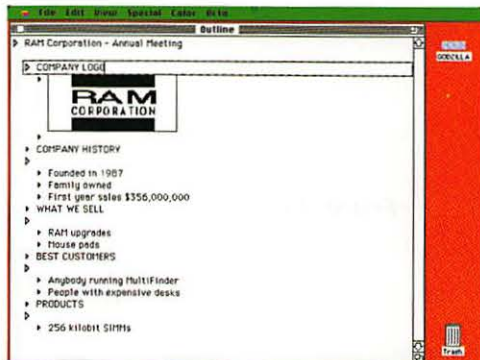 File Edit View Special Color
Outline
RAM Corporation - Annual Meeting
GODZILLA
COMPANY LOGO
RAM
CORPORATION
COMPANY HISTORY
Founded in 1987
Family owned
First year sales $356,000,000
WHAT WE SELL
RAM upgrades
Mouse pads
BEST CUSTOMERS
Anybody running MultiFinder
People with expensive desks
PRODUCTS
256 kilobit SIMMs
Trash